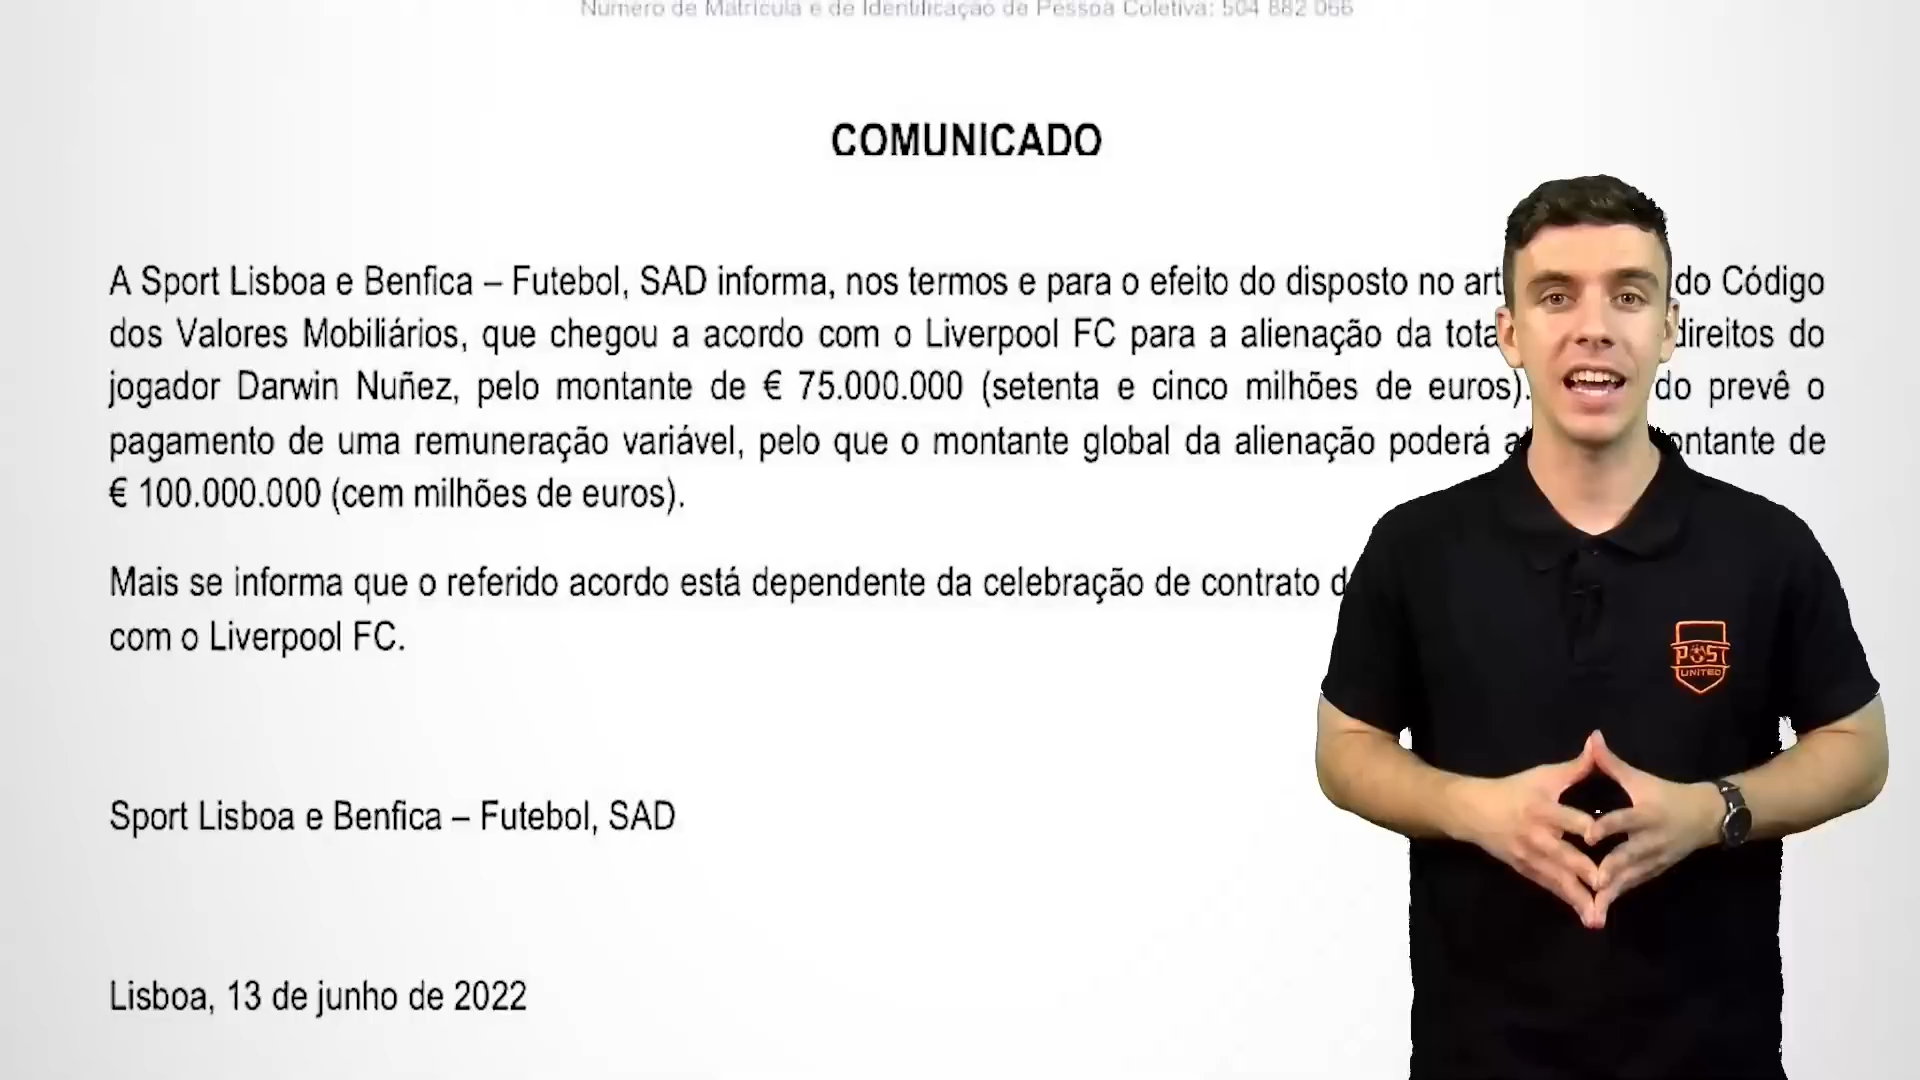 Número de Matrícula e de Identificação de Pessoa Coletiva: 504 882 066
COMUNICADO
A Sport Lisboa e Benfica – Futebol, SAD informa, nos termos e para o efeito do disposto no do Código
dos Valores Mobiliários, que chegou a acordo com o Liverpool FC para a alienação da direitos do
jogador Darwin Nuñez, pelo montante de € 75.000.000 (setenta e cinco milhões de euros). prevê o
pagamento de uma remuneração variável, pelo que o montante global da alienação poderá de
€ 100.000.000 (cem milhões de euros).
Mais se informa que o referido acordo está dependente da celebração de contrato
com o Liverpool FC.
Sport Lisboa e Benfica – Futebol, SAD
Lisboa, 13 de junho de 2022
POST
UNITED